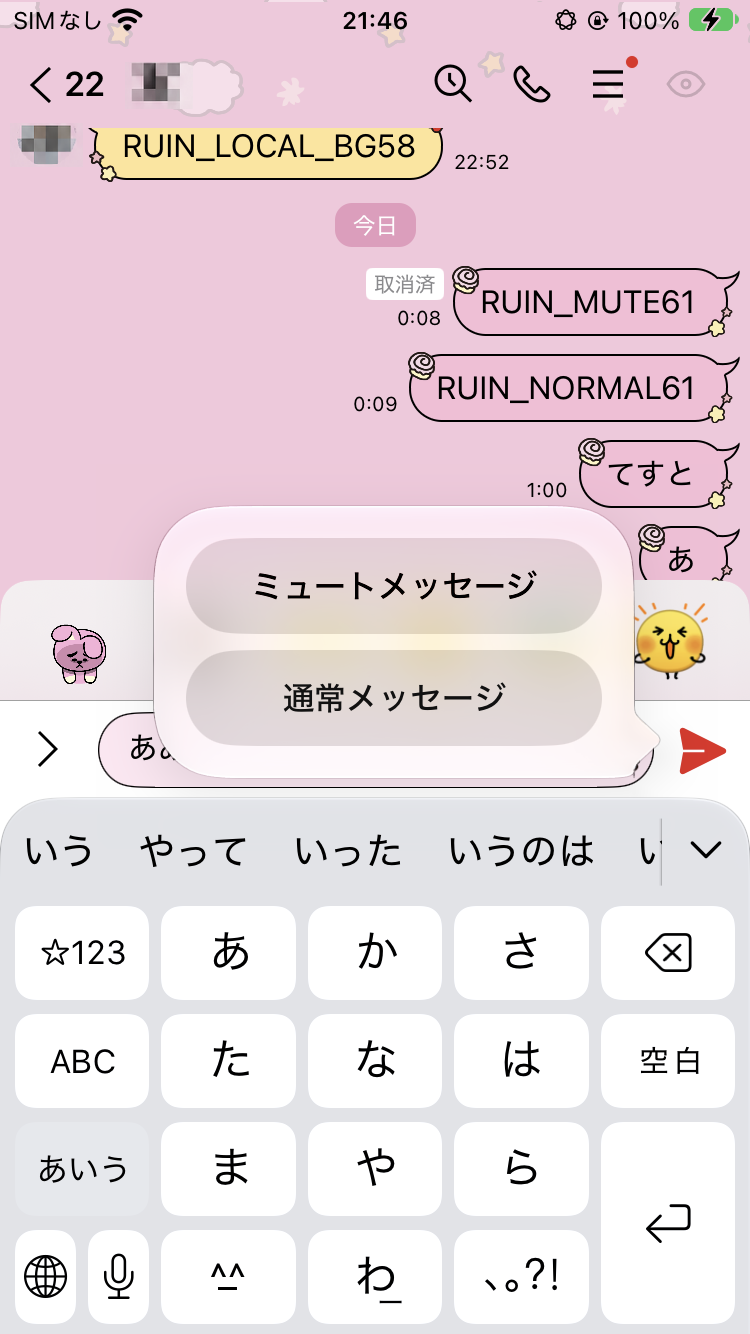 SIMなし 21:46 100%
22
RUIN_LOCAL_BG58
22:52
今日
取消済
0:08
RUIN_MUTE61
0:09
RUIN_NORMAL61
1:00
てすと
あ
ミュートメッセージ
通常メッセージ
いう やって いった いうのは
☆123 あ か さ
ABC た な は 空白
あいう ま や ら
^^ わ_ 、。?!